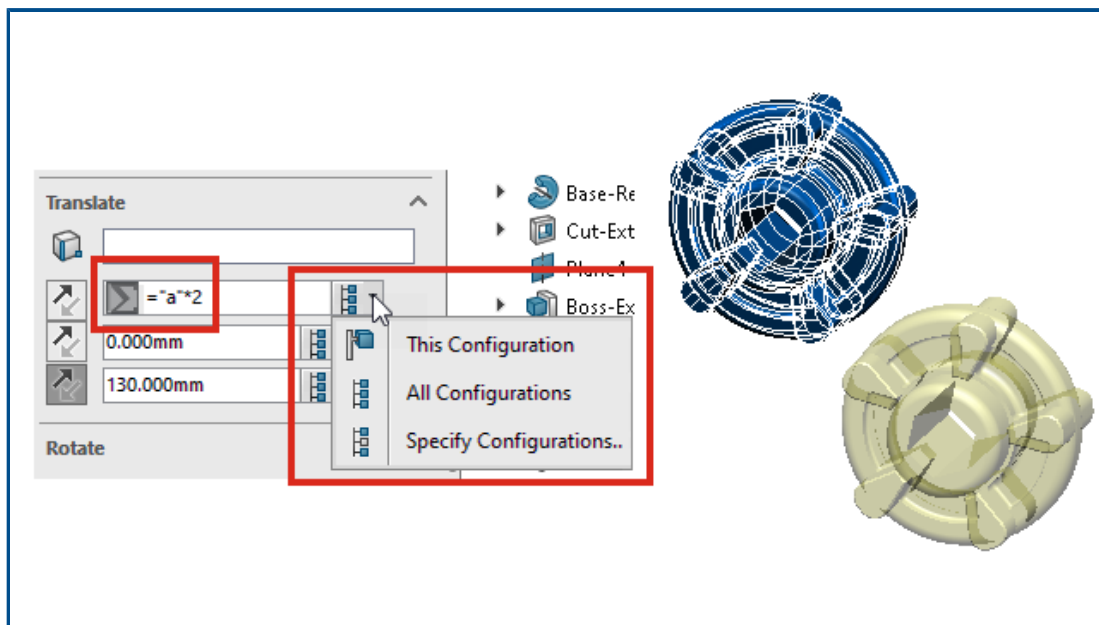 Translate
="a"*2
0.000mm
130.000mm
Rotate
Base-Re
Cut-Ext
Plane4
Boss-Ex
This Configuration
All Configurations
Specify Configurations..